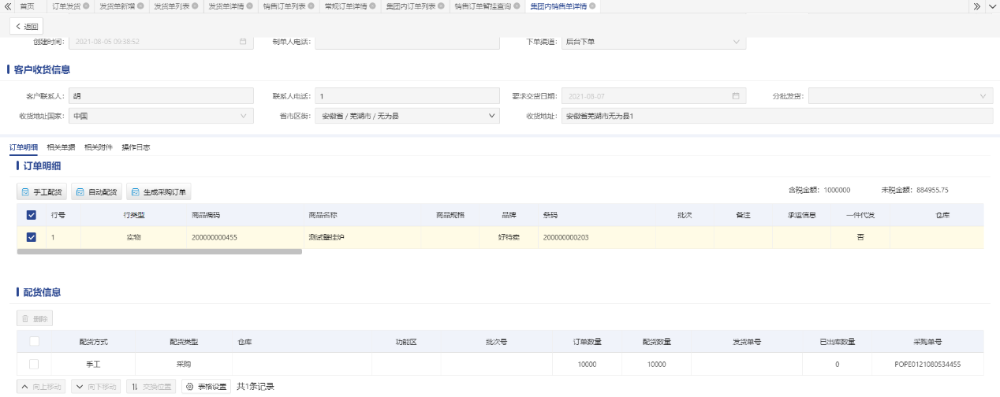 首页 订单发货 发货单新增 发货单列表 发货单详情 销售订单列表 常规订单详情 集团内订单列表 销售订单暂挂查询 集团内销售单详情
返回
创建时间： 2021-08-05 09:38:52 制单人电话： 下单渠道： 后台下单
客户收货信息
客户联系人： 胡 联系人电话： 1 要求交货日期： 2021-08-07 分批发货：
收货地址国家： 中国 省市区街： 安徽省 / 芜湖市 / 无为县 收货地址： 安徽省芜湖市无为县1
订单明细 相关单据 相关附件 操作日志
订单明细
手工配货 自动配货 生成采购订单 含税金额：1000000 未税金额：884955.75
行号 行类型 商品编码 商品名称 商品规格 品牌 条码 批次 备注 承运信息 一件代发 仓库
1 实物 200000000455 测试壁挂炉 好特卖 200000000203 否
配货信息
删除
配货方式 配货类型 仓库 功能区 批次号 订单数量 配货数量 发货单号 已出库数量 采购单号
手工 采购 10000 10000 0 POPE0121080534455
向上移动 向下移动 交换位置 表格设置 共1条记录